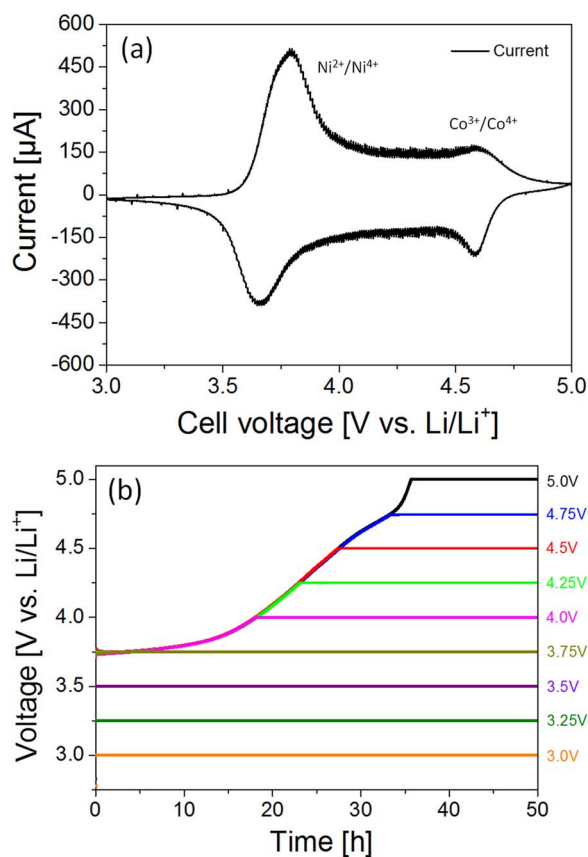 (a)
Current
Ni²⁺/Ni⁴⁺
Co³⁺/Co⁴⁺
Current [µA]
600
450
300
150
0
-150
-300
-450
-600
3.0 3.5 4.0 4.5 5.0
Cell voltage [V vs. Li/Li⁺]
(b)
Voltage [V vs. Li/Li⁺]
5.0
4.5
4.0
3.5
3.0
5.0V
4.75V
4.5V
4.25V
4.0V
3.75V
3.5V
3.25V
3.0V
0 10 20 30 40 50
Time [h]